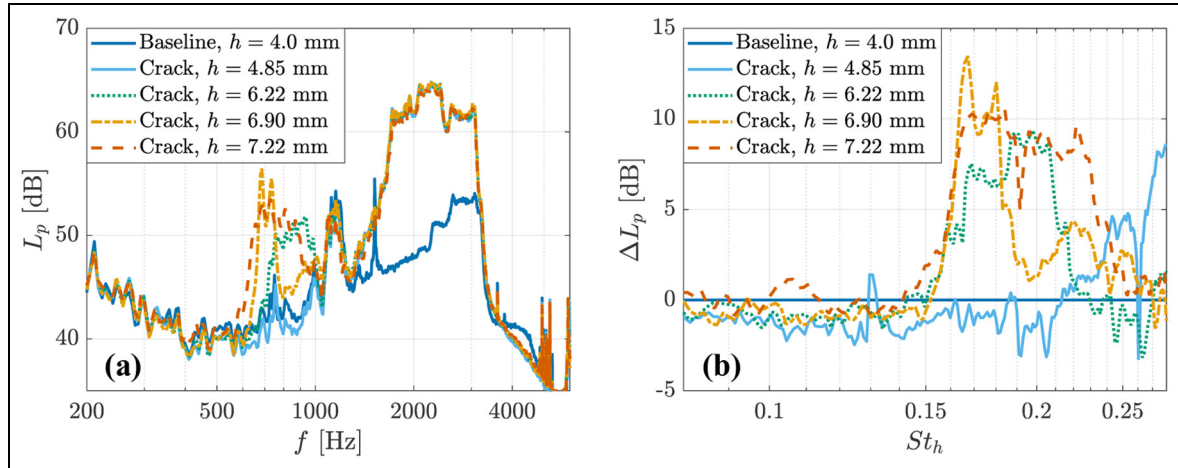 70
60
50
40
L_p [dB]
Baseline, h = 4.0 mm
Crack, h = 4.85 mm
Crack, h = 6.22 mm
Crack, h = 6.90 mm
Crack, h = 7.22 mm
(a)
200 500 1000 2000 4000
f [Hz]
15
10
5
0
-5
ΔL_p [dB]
Baseline, h = 4.0 mm
Crack, h = 4.85 mm
Crack, h = 6.22 mm
Crack, h = 6.90 mm
Crack, h = 7.22 mm
(b)
0.1 0.15 0.2 0.25
St_h